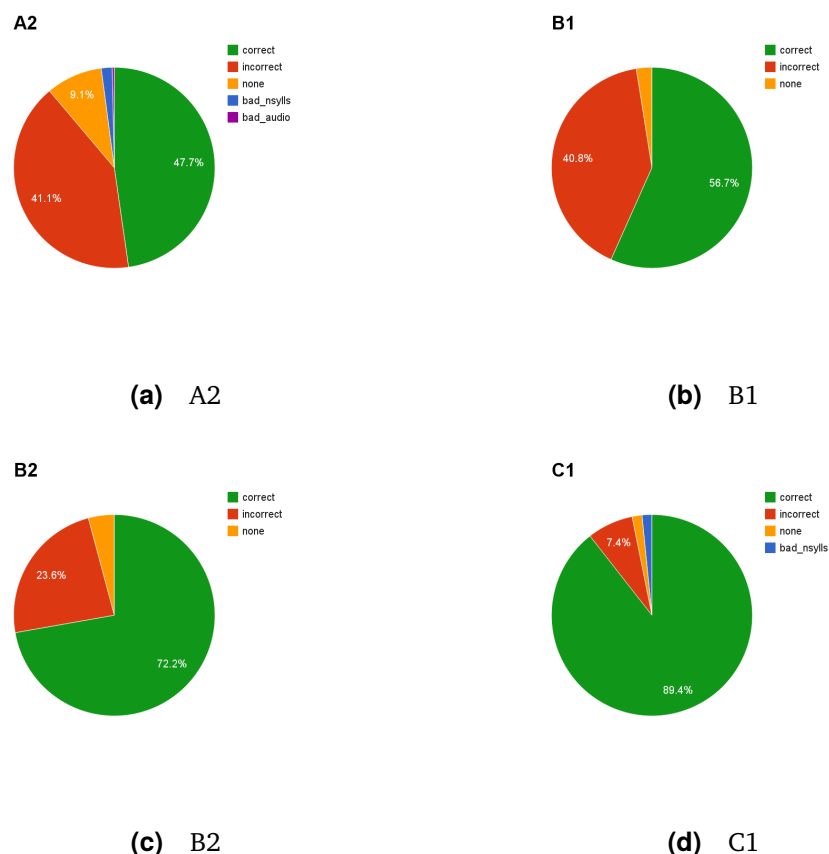 A2
correct
incorrect
none
bad_nsylls
bad_audio
9.1%
47.7%
41.1%
(a) A2
B1
correct
incorrect
none
40.8%
56.7%
(b) B1
B2
correct
incorrect
none
23.6%
72.2%
(c) B2
C1
correct
incorrect
none
bad_nsylls
7.4%
89.4%
(d) C1